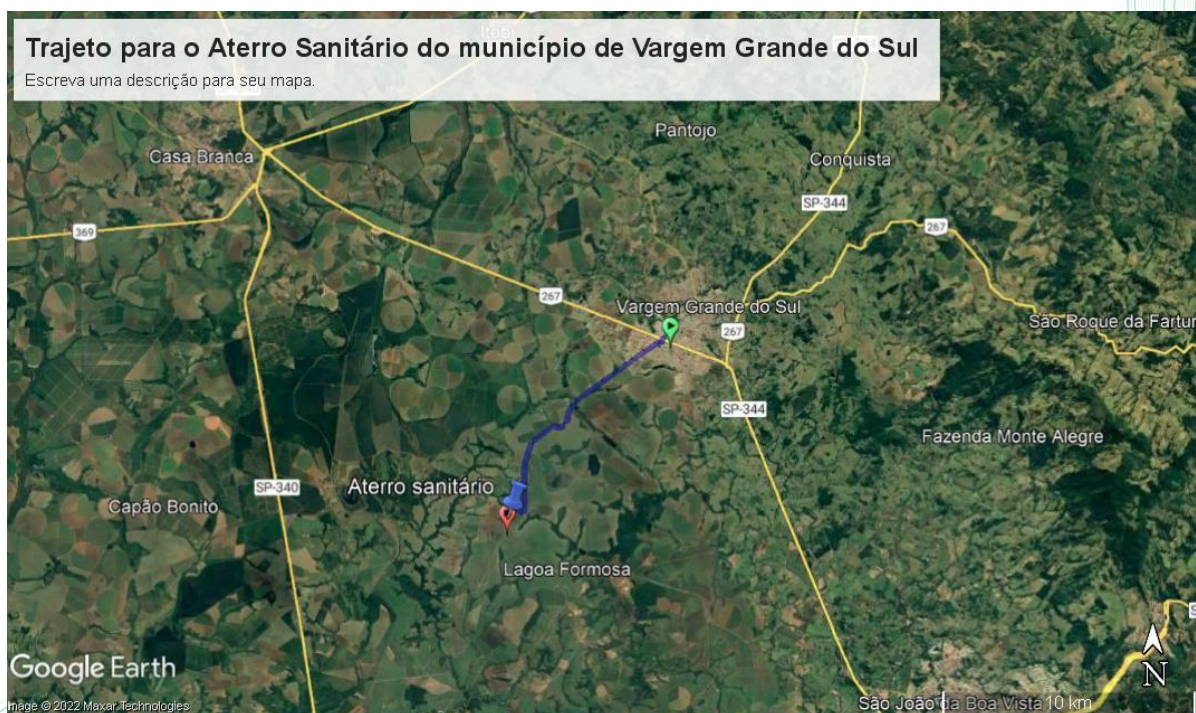 Trajeto para o Aterro Sanitário do município de Vargem Grande do Sul
Escreva uma descrição para seu mapa.
Pantojo
Casa Branca
Conquista
SP-344
369
267
267
Vargem Grande do Sul
São Roque da Fartur
267
SP-344
Fazenda Monte Alegre
Aterro sanitário
SP-340
Capão Bonito
Lagoa Formosa
Google Earth
N
Image © 2022 Maxar Technologies
São João da Boa Vista
10 km